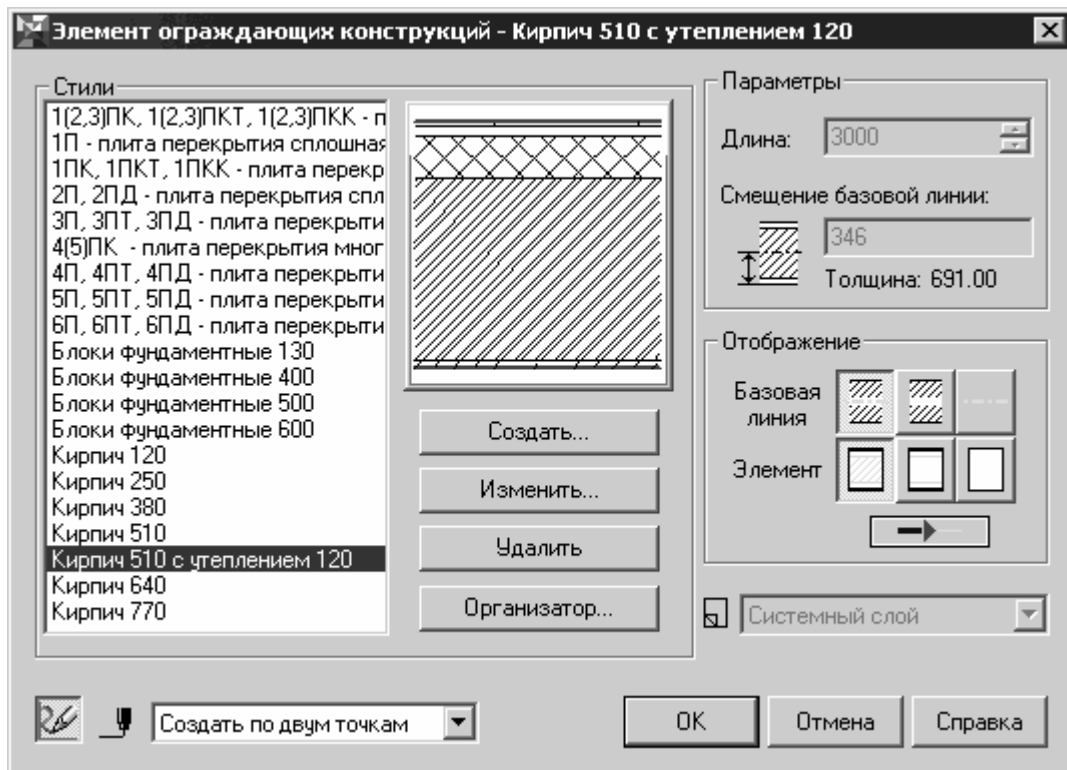 Элемент ограждающих конструкций - Кирпич 510 с утеплением 120
Стили
1(2,3)ПК, 1(2,3)ПКТ, 1(2,3)ПКК - п
1П - плита перекрытия сплошная
1ПК, 1ПКТ, 1ПКК - плита перекр
2П, 2ПД - плита перекрытия спл
3П, 3ПТ, 3ПД - плита перекрыти
4(5)ПК - плита перекрытия мног
4П, 4ПТ, 4ПД - плита перекрыти
5П, 5ПТ, 5ПД - плита перекрыти
6П, 6ПТ, 6ПД - плита перекрыти
Блоки фундаментные 130
Блоки фундаментные 400
Блоки фундаментные 500
Блоки фундаментные 600
Кирпич 120
Кирпич 250
Кирпич 380
Кирпич 510
Кирпич 510 с утеплением 120
Кирпич 640
Кирпич 770
Создать...
Изменить...
Удалить
Организатор...
Параметры
Длина: 3000
Смещение базовой линии:
346
Толщина: 691.00
Отображение
Базовая
линия
Элемент
Системный слой
Создать по двум точкам
OK
Отмена
Справка